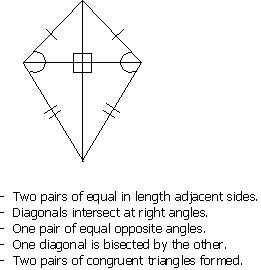 - Two pairs of equal in length adjacent sides.
- Diagonals intersect at right angles.
- One pair of equal opposite angles.
- One diagonal is bisected by the other.
- Two pairs of congruent triangles formed.